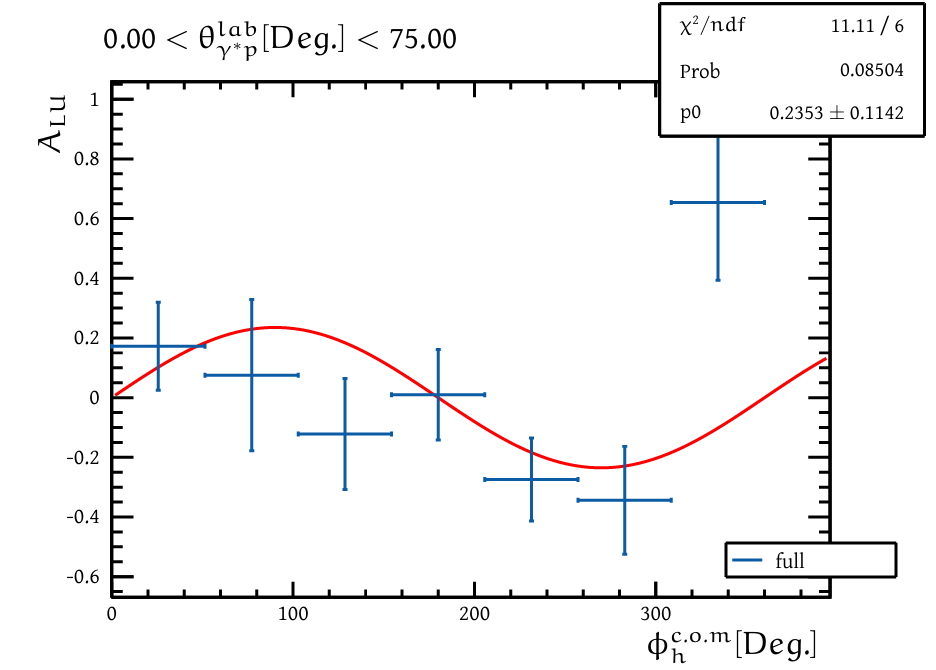 0.00 < θ_{γ*p}^{lab}[Deg.] < 75.00
χ²/ndf 11.11 / 6
Prob 0.08504
p0 0.2353 ± 0.1142
A_{LU}
1
0.8
0.6
0.4
0.2
0
-0.2
-0.4
-0.6
full
0 100 200 300
ϕ_{h}^{c.o.m}[Deg.]